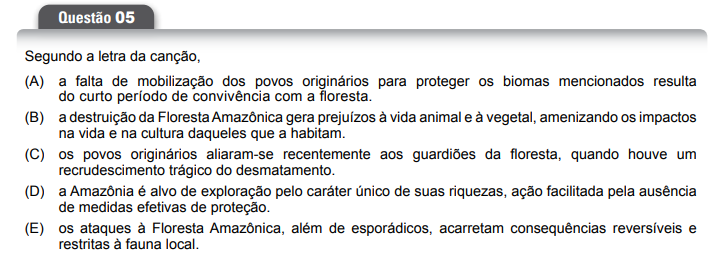 Questão 05
Segundo a letra da canção,
(A) a falta de mobilização dos povos originários para proteger os biomas mencionados resulta
do curto período de convivência com a floresta.
(B) a destruição da Floresta Amazônica gera prejuízos à vida animal e à vegetal, amenizando os impactos
na vida e na cultura daqueles que a habitam.
(C) os povos originários aliaram-se recentemente aos guardiões da floresta, quando houve um
recrudescimento trágico do desmatamento.
(D) a Amazônia é alvo de exploração pelo caráter único de suas riquezas, ação facilitada pela ausência
de medidas efetivas de proteção.
(E) os ataques à Floresta Amazônica, além de esporádicos, acarretam consequências reversíveis e
restritas à fauna local.